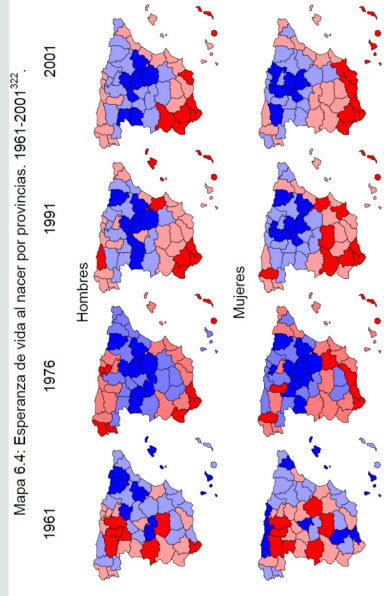 Mapa 6.4: Esperanza de vida al nacer por provincias. 1961-2001³²².
1961 1976 1991 2001
Hombres
Mujeres